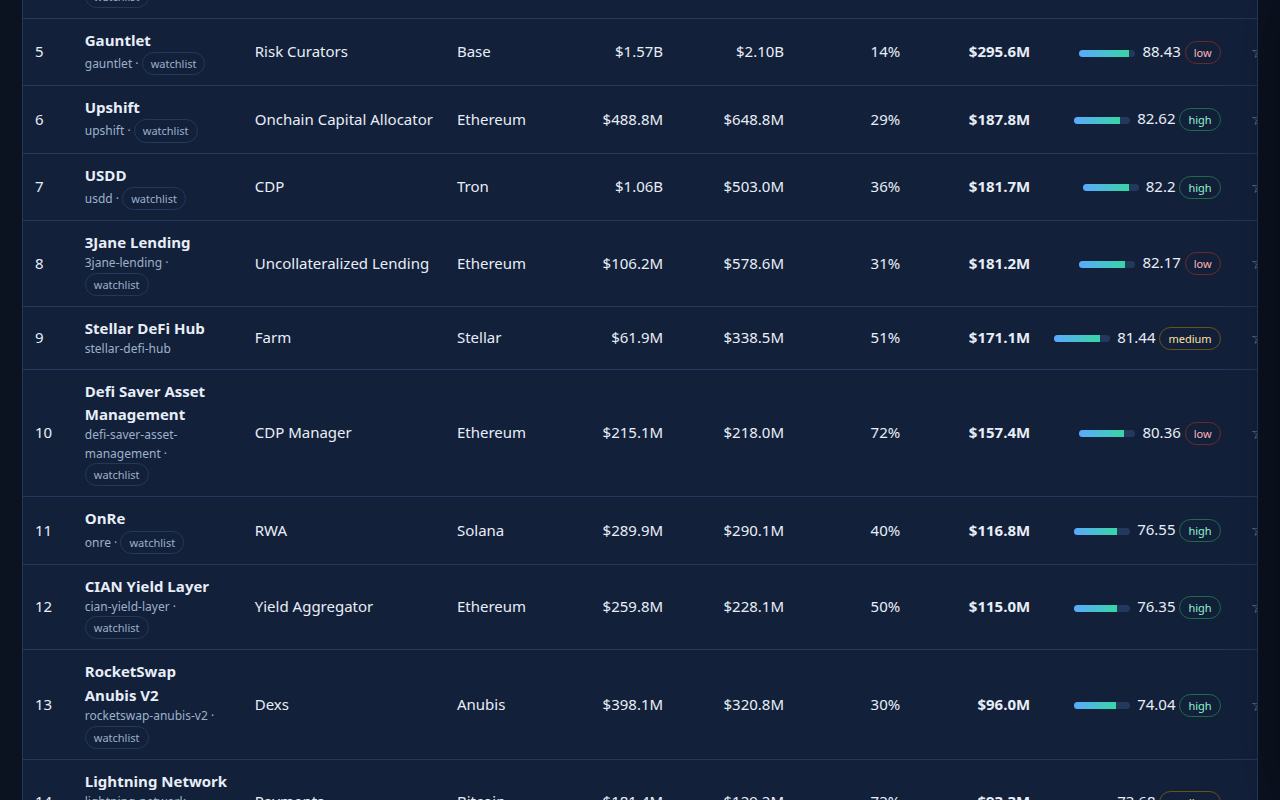 5 Gauntlet Risk Curators Base $1.57B $2.10B 14% $295.6M 88.43 low
gauntlet · watchlist
6 Upshift Onchain Capital Allocator Ethereum $488.8M $648.8M 29% $187.8M 82.62 high
upshift · watchlist
7 USDD CDP Tron $1.06B $503.0M 36% $181.7M 82.2 high
usdd · watchlist
8 3Jane Lending Uncollateralized Lending Ethereum $106.2M $578.6M 31% $181.2M 82.17 low
3jane-lending ·
watchlist
9 Stellar DeFi Hub Farm Stellar $61.9M $338.5M 51% $171.1M 81.44 medium
stellar-defi-hub
Defi Saver Asset
Management
10 defi-saver-asset- CDP Manager Ethereum $215.1M $218.0M 72% $157.4M 80.36 low
management ·
watchlist
11 OnRe RWA Solana $289.9M $290.1M 40% $116.8M 76.55 high
onre · watchlist
12 CIAN Yield Layer Yield Aggregator Ethereum $259.8M $228.1M 50% $115.0M 76.35 high
cian-yield-layer ·
watchlist
RocketSwap
Anubis V2
13 rocketswap-anubis-v2 · Dexs Anubis $398.1M $320.8M 30% $96.0M 74.04 high
watchlist
Lightning Network